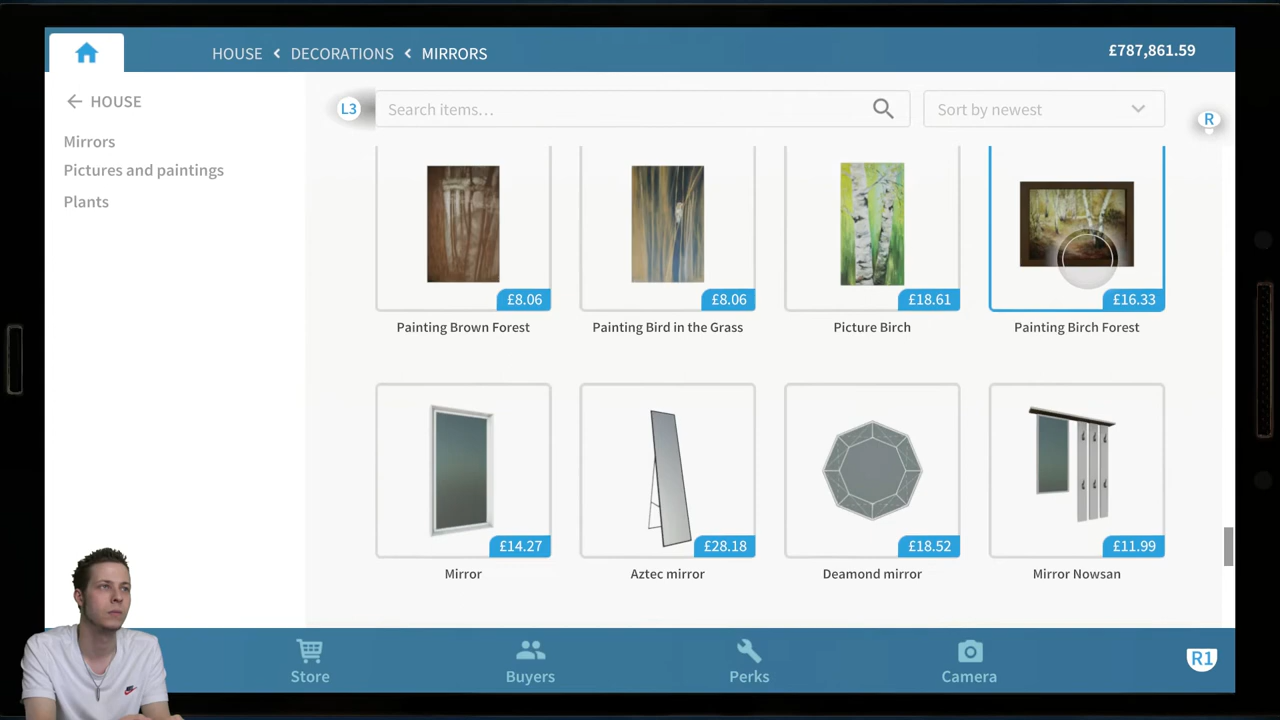 HOUSE < DECORATIONS < MIRRORS
£787,861.59
← HOUSE
Mirrors
Pictures and paintings
Plants
L3
Search items...
Sort by newest
R
£8.06
£8.06
£18.61
£16.33
Painting Brown Forest
Painting Bird in the Grass
Picture Birch
Painting Birch Forest
£14.27
£28.18
£18.52
£11.99
Mirror
Aztec mirror
Deamond mirror
Mirror Nowsan
Store
Buyers
Perks
Camera
R1